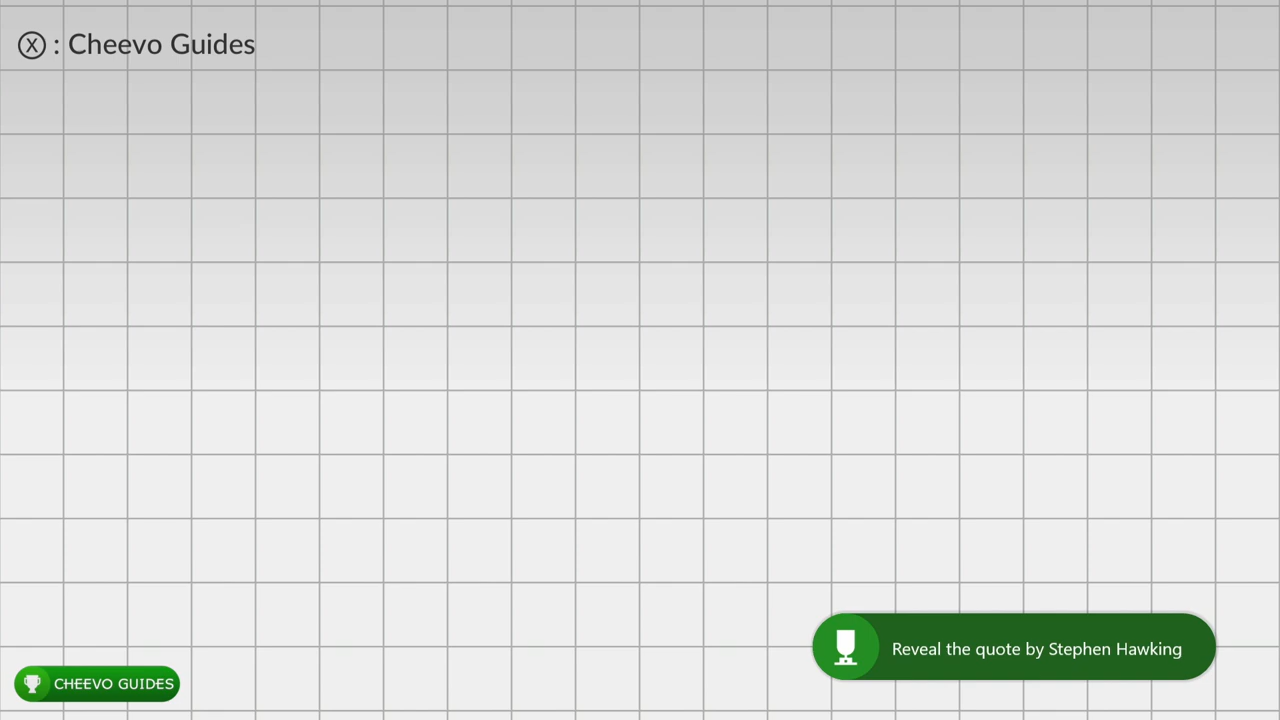 Ⓧ : Cheevo Guides
Reveal the quote by Stephen Hawking
CHEEVO GUIDES